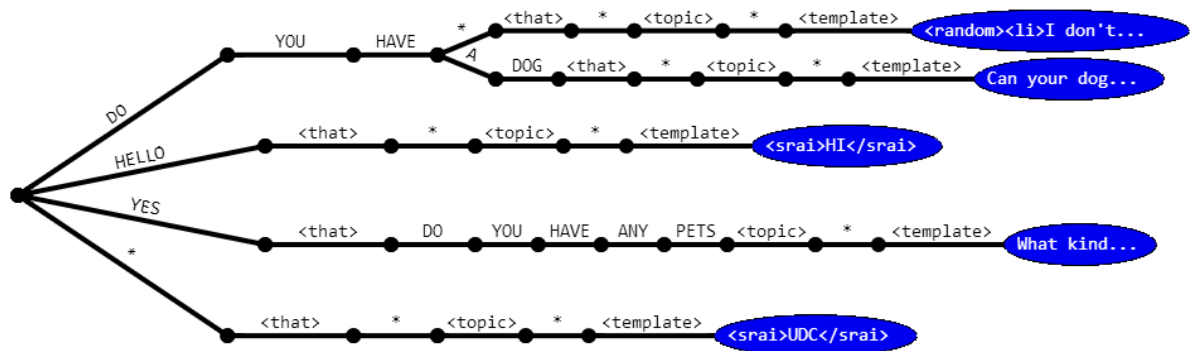 <that> * <topic> * <template> <random><li>I don't...
YOU HAVE *
A DOG <that> * <topic> * <template> Can your dog...
DO
<that> * <topic> * <template> <srai>HI</srai>
HELLO
YES
<that> DO YOU HAVE ANY PETS <topic> * <template> What kind...
*
<that> * <topic> * <template> <srai>UDC</srai>